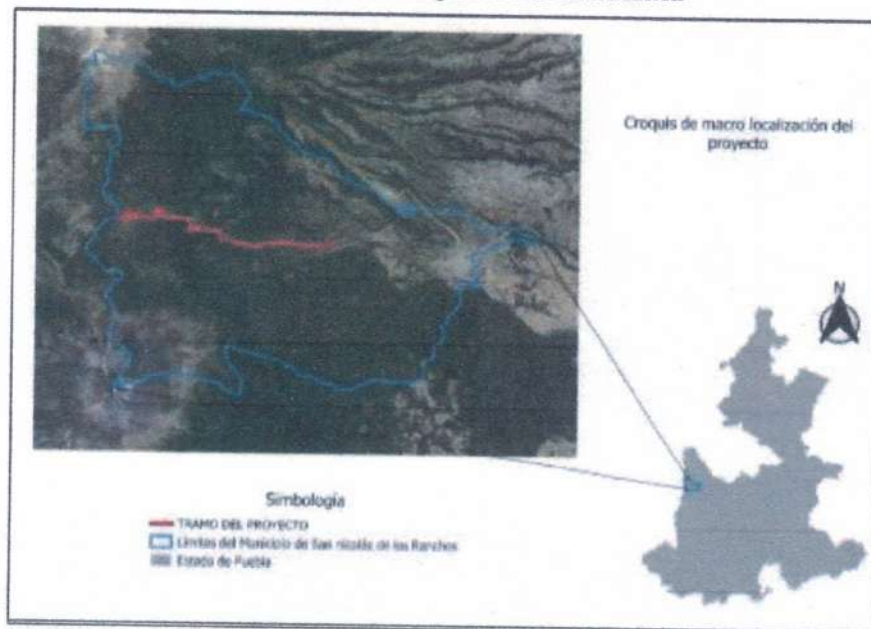 Croquis de macro localización del
proyecto
N
Simbología
TRAMO DEL PROYECTO
Límites del Municipio de San nicolás de los Ranchos
Estado de Puebla